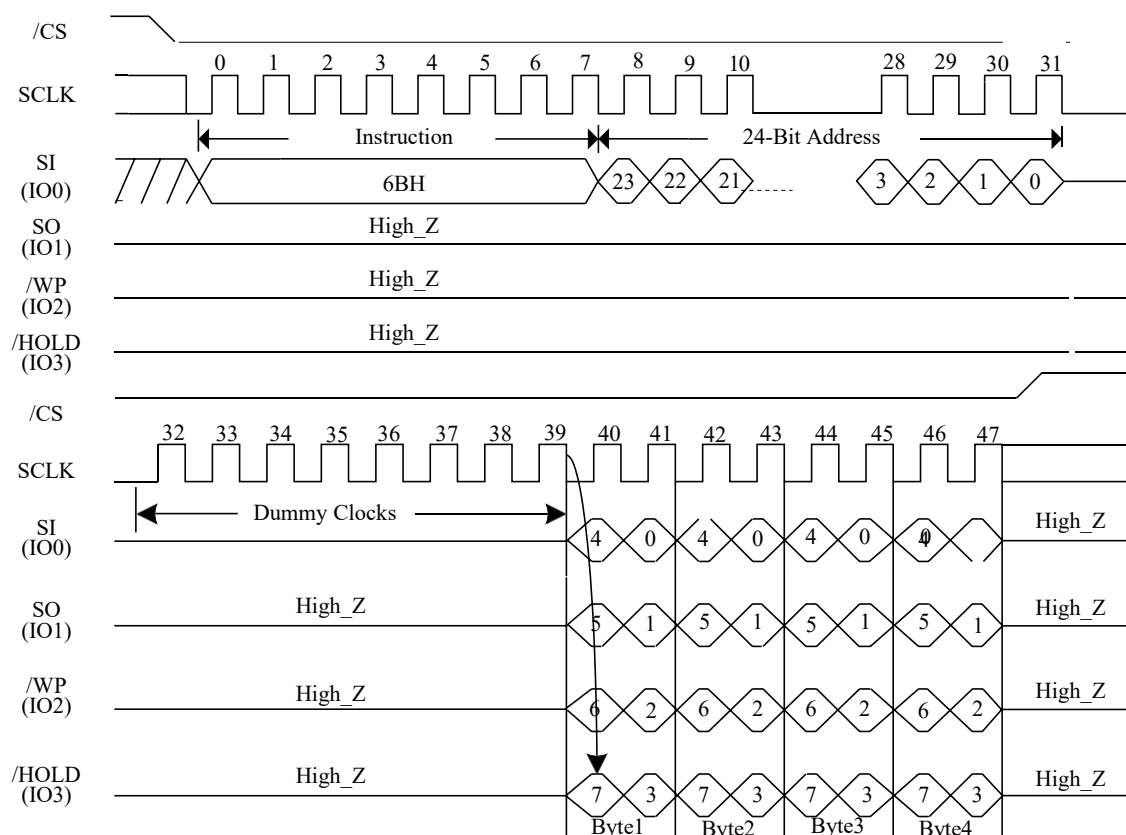 /CS
0 1 2 3 4 5 6 7 8 9 10 28 29 30 31
SCLK
Instruction 24-Bit Address
SI
(IO0)
6BH 23 22 21 3 2 1 0
SO
(IO1)
High_Z
/WP
(IO2)
High_Z
/HOLD
(IO3)
High_Z
/CS
32 33 34 35 36 37 38 39 40 41 42 43 44 45 46 47
SCLK
Dummy Clocks
SI
(IO0)
4 0 4 0 4 0 4 0 High_Z
SO
(IO1)
High_Z 5 1 5 1 5 1 5 1 High_Z
/WP
(IO2)
High_Z 6 2 6 2 6 2 6 2 High_Z
/HOLD
(IO3)
High_Z 7 3 7 3 7 3 7 3 High_Z
Byte1 Byte2 Byte3 Byte4